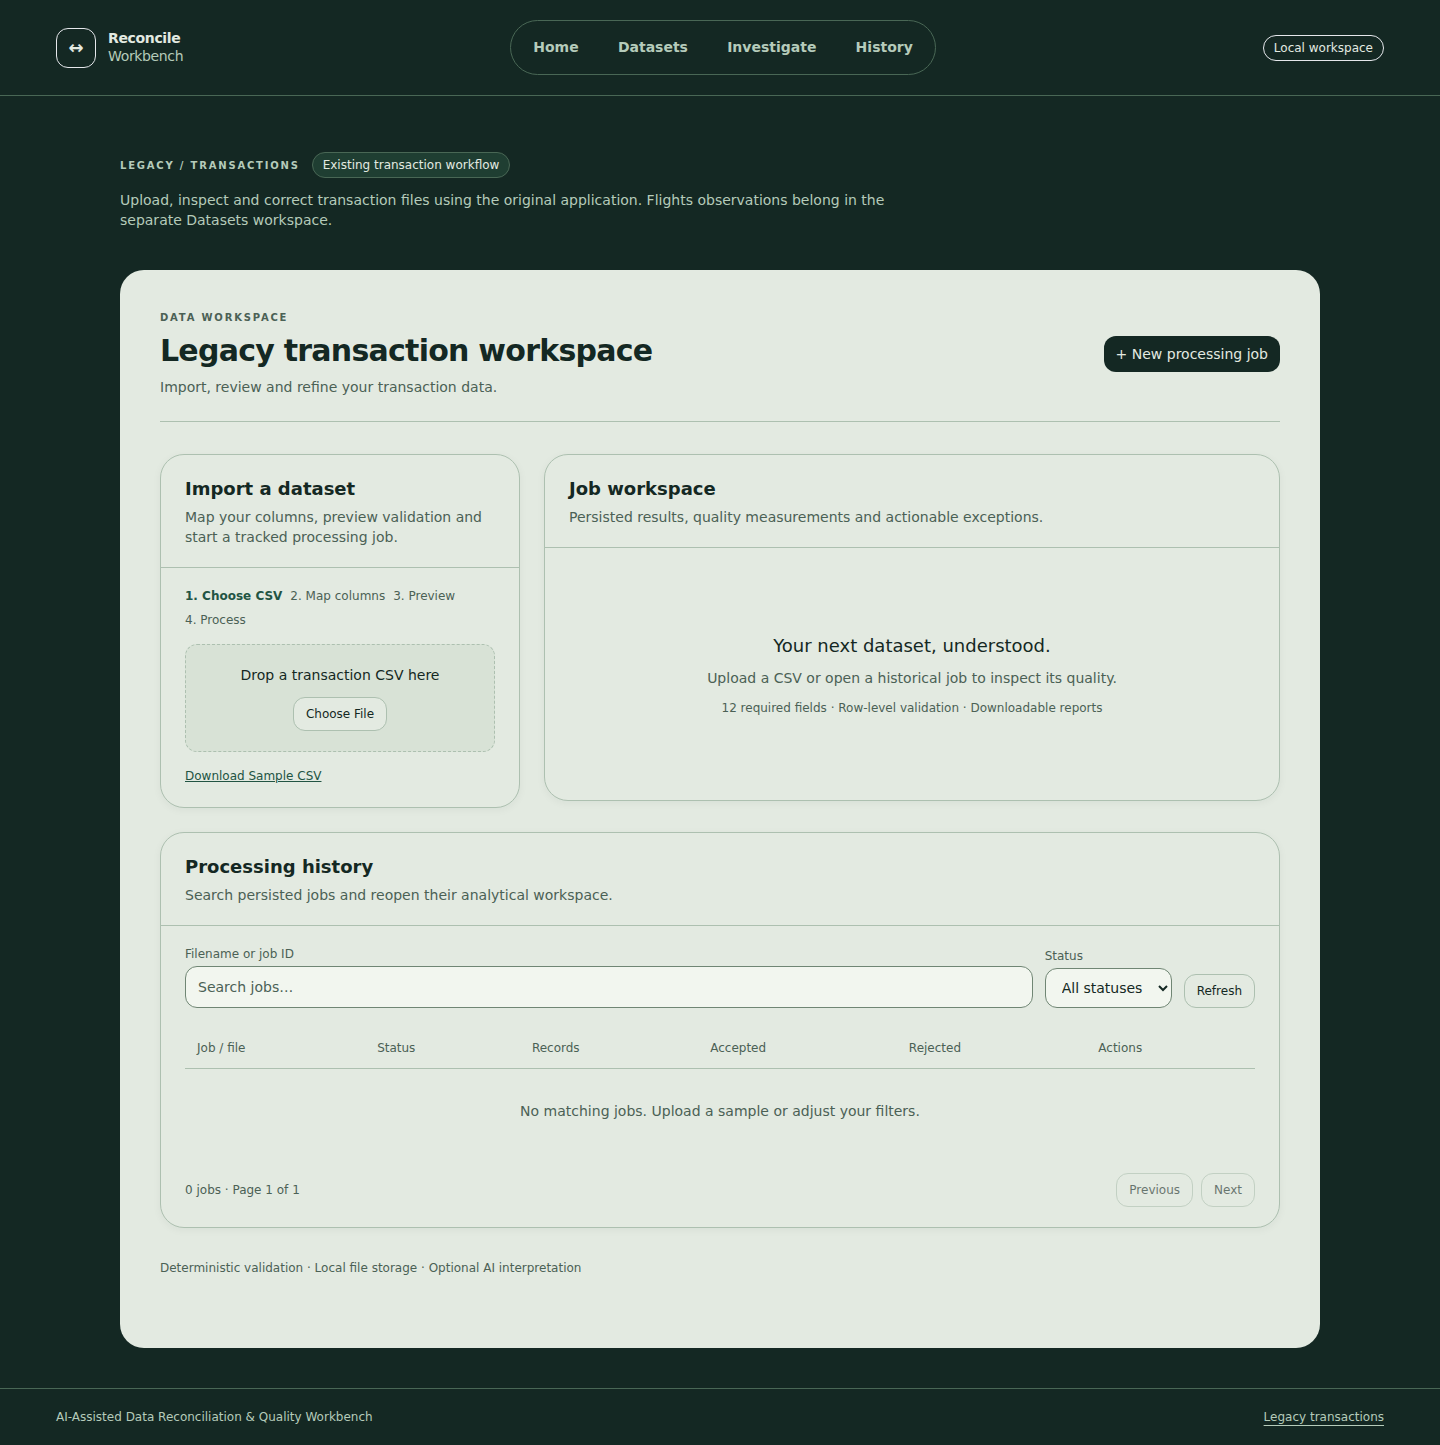 ↔
Reconcile
Workbench
Home
Datasets
Investigate
History
Local workspace
LEGACY / TRANSACTIONS
Existing transaction workflow
Upload, inspect and correct transaction files using the original application. Flights observations belong in the
separate Datasets workspace.
DATA WORKSPACE
Legacy transaction workspace
Import, review and refine your transaction data.
+ New processing job
Import a dataset
Map your columns, preview validation and
start a tracked processing job.
1. Choose CSV 2. Map columns 3. Preview
4. Process
Drop a transaction CSV here
Choose File
Download Sample CSV
Job workspace
Persisted results, quality measurements and actionable exceptions.
Your next dataset, understood.
Upload a CSV or open a historical job to inspect its quality.
12 required fields · Row-level validation · Downloadable reports
Processing history
Search persisted jobs and reopen their analytical workspace.
Filename or job ID
Search jobs...
Status
All statuses
Refresh
Job / file Status Records Accepted Rejected Actions
No matching jobs. Upload a sample or adjust your filters.
0 jobs · Page 1 of 1
Previous
Next
Deterministic validation · Local file storage · Optional AI interpretation
AI-Assisted Data Reconciliation & Quality Workbench
Legacy transactions